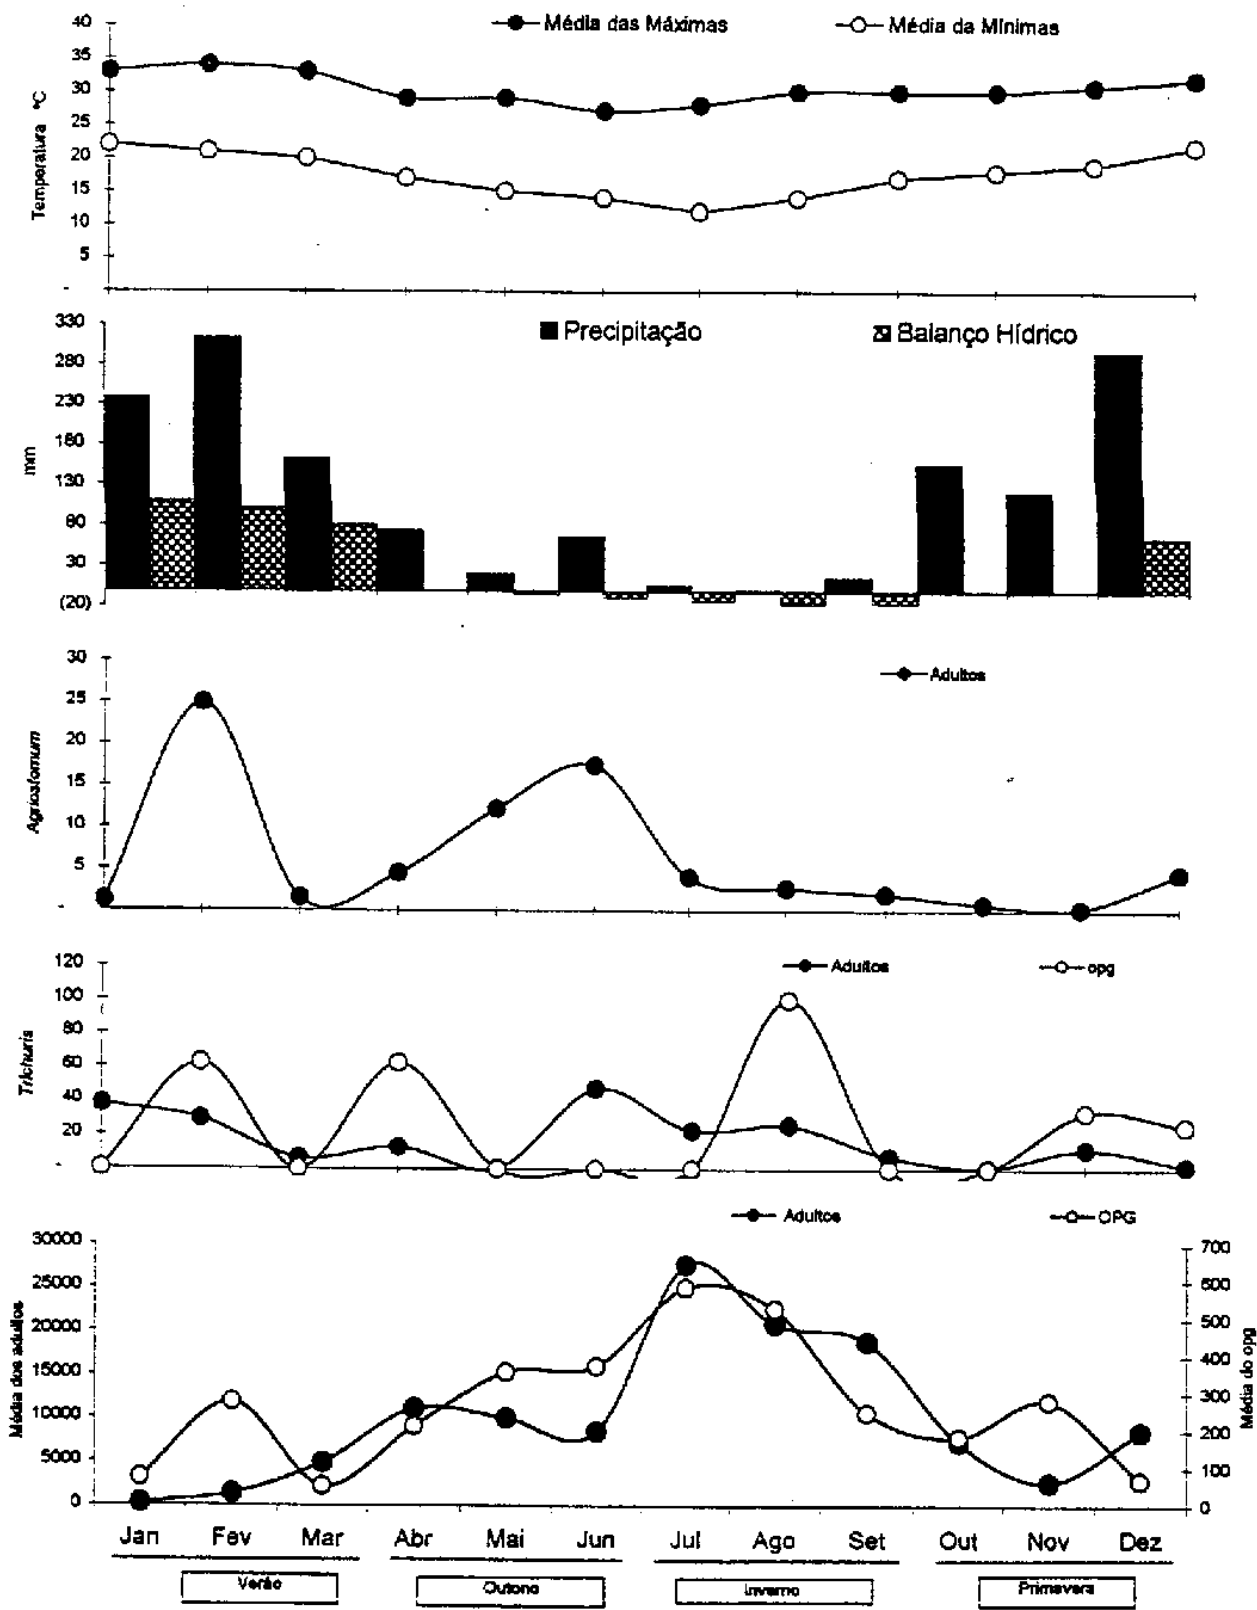 Média das Máximas
Média da Mínimas
40
35
30
25
20
15
10
5
-
Temperatura °C
Precipitação
Balanço Hídrico
330
280
230
180
130
80
30
(20)
mm
Adultos
30
25
20
15
10
5
-
Agriostomum
Adultos
opg
120
100
80
60
40
20
-
Trichuris
Adultos
OPG
30000
25000
20000
15000
10000
5000
0
Média dos adultos
700
600
500
400
300
200
100
0
Média do opg
Jan Fev Mar Abr Mai Jun Jul Ago Set Out Nov Dez
Verão Outono Inverno Primavera